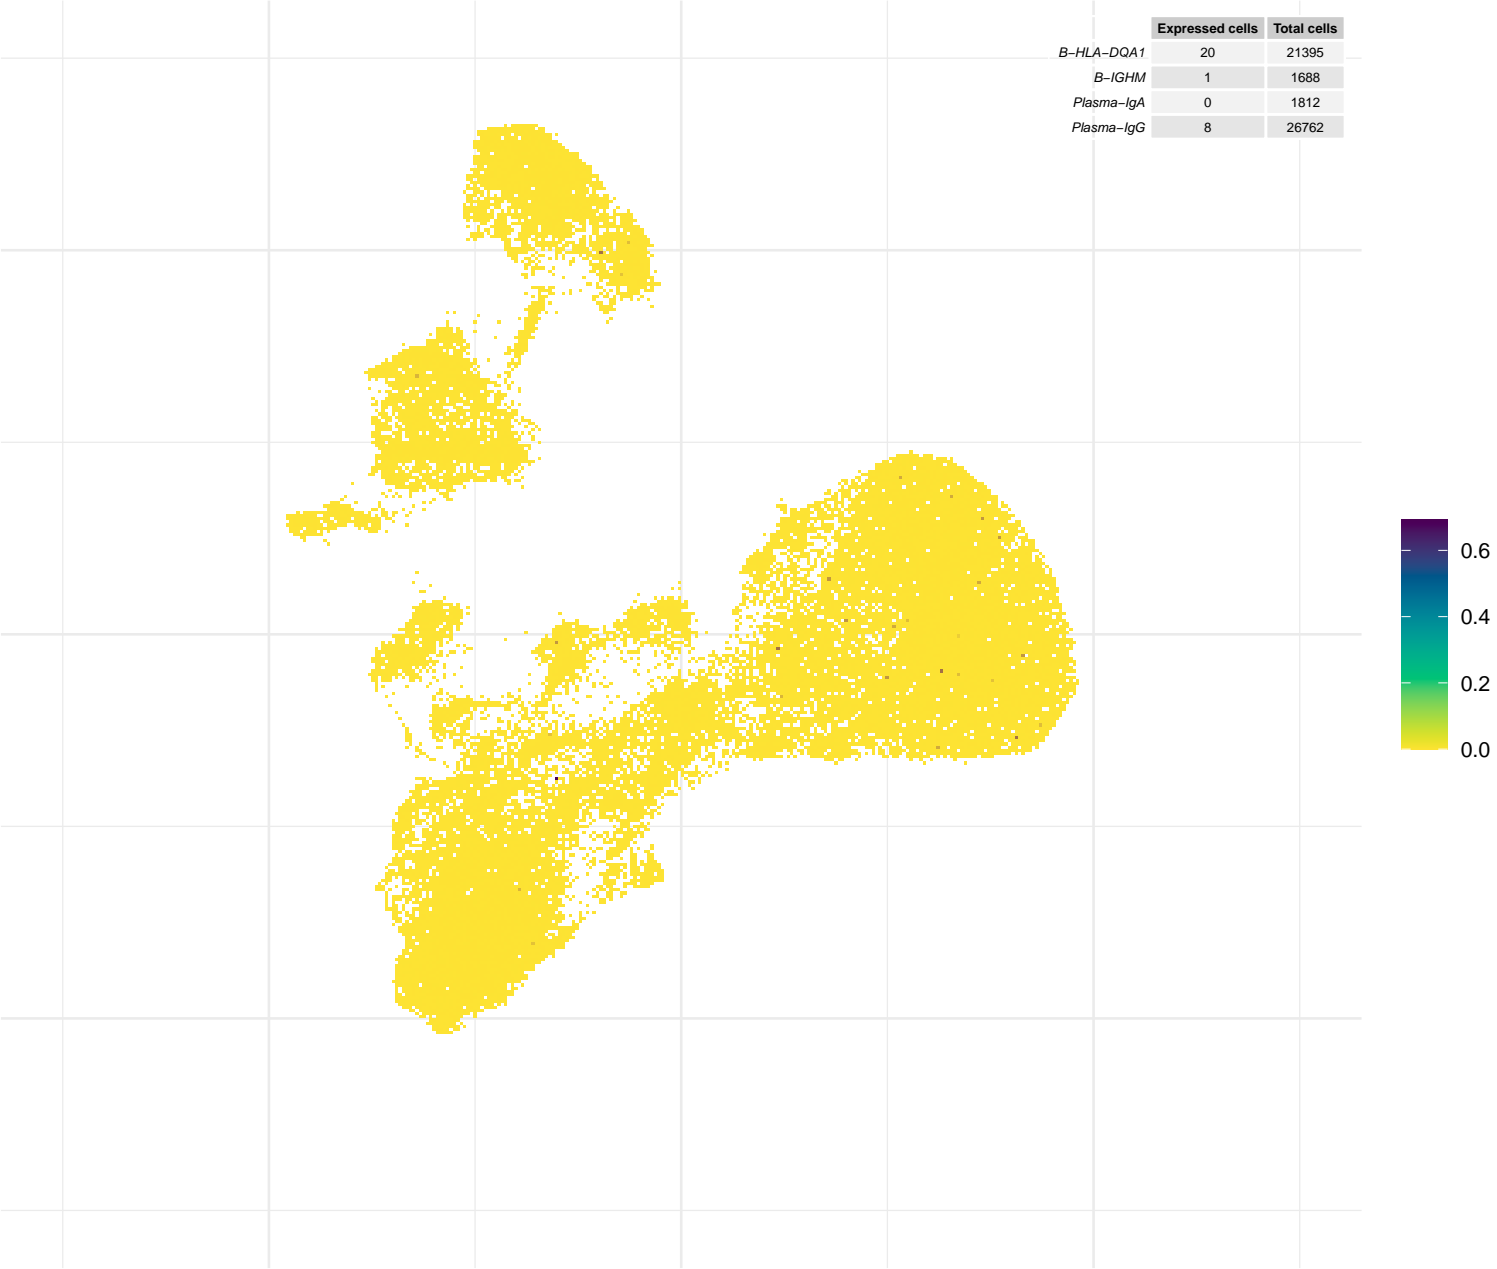 Expressed cells Total cells
B−HLA−DQA1 20 21395
B−IGHM 1 1688
Plasma−IgA 0 1812
Plasma−IgG 8 26762
0.6
0.4
0.2
0.0